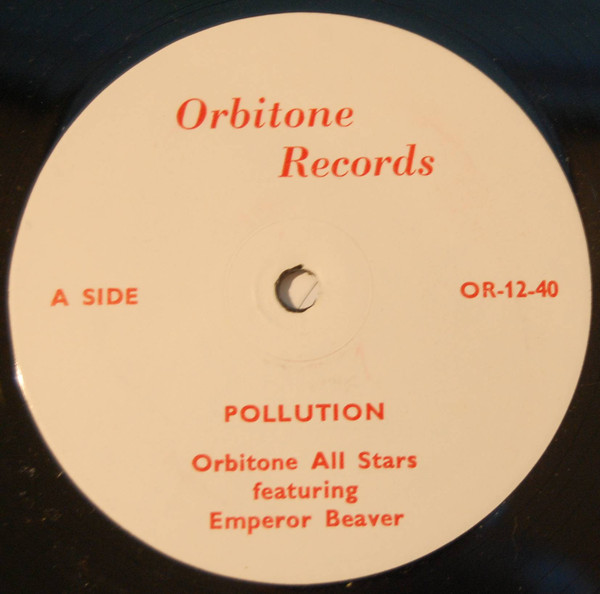 Orbitone
Records
A SIDE
OR-12-40
POLLUTION
Orbitone All Stars
featuring
Emperor Beaver